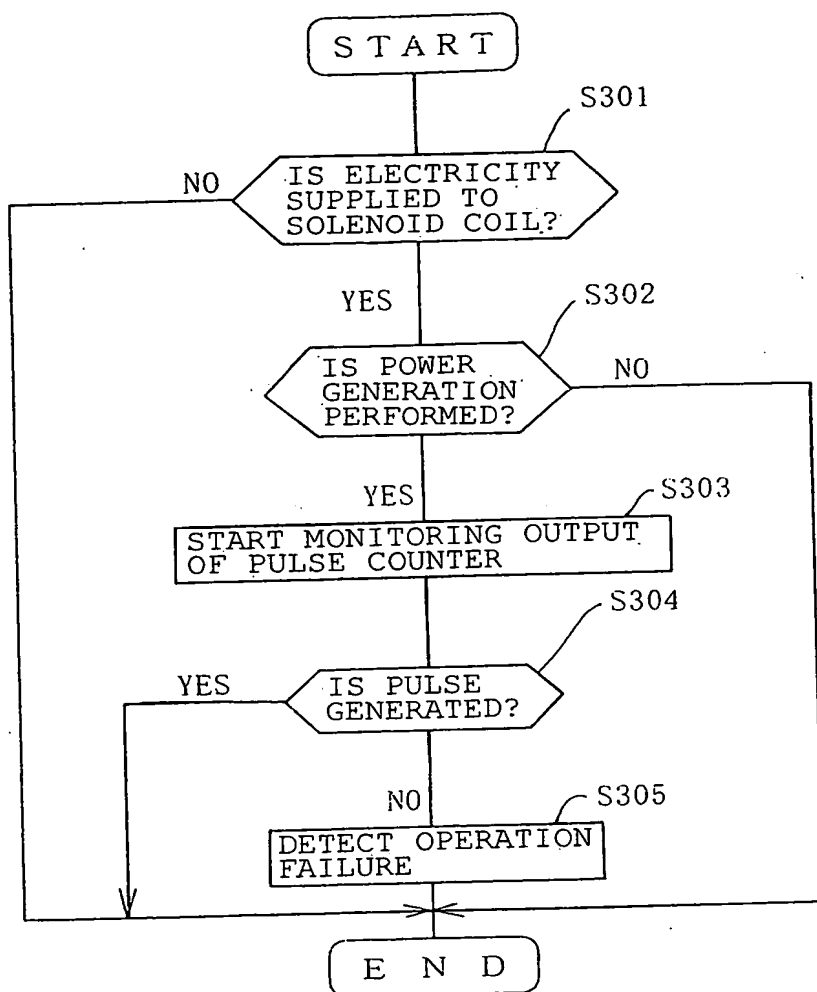 START
S301
NO
IS ELECTRICITY
SUPPLIED TO
SOLENOID COIL?
YES
S302
IS POWER
GENERATION
PERFORMED?
NO
YES
S303
START MONITORING OUTPUT
OF PULSE COUNTER
S304
YES
IS PULSE
GENERATED?
NO
S305
DETECT OPERATION
FAILURE
END